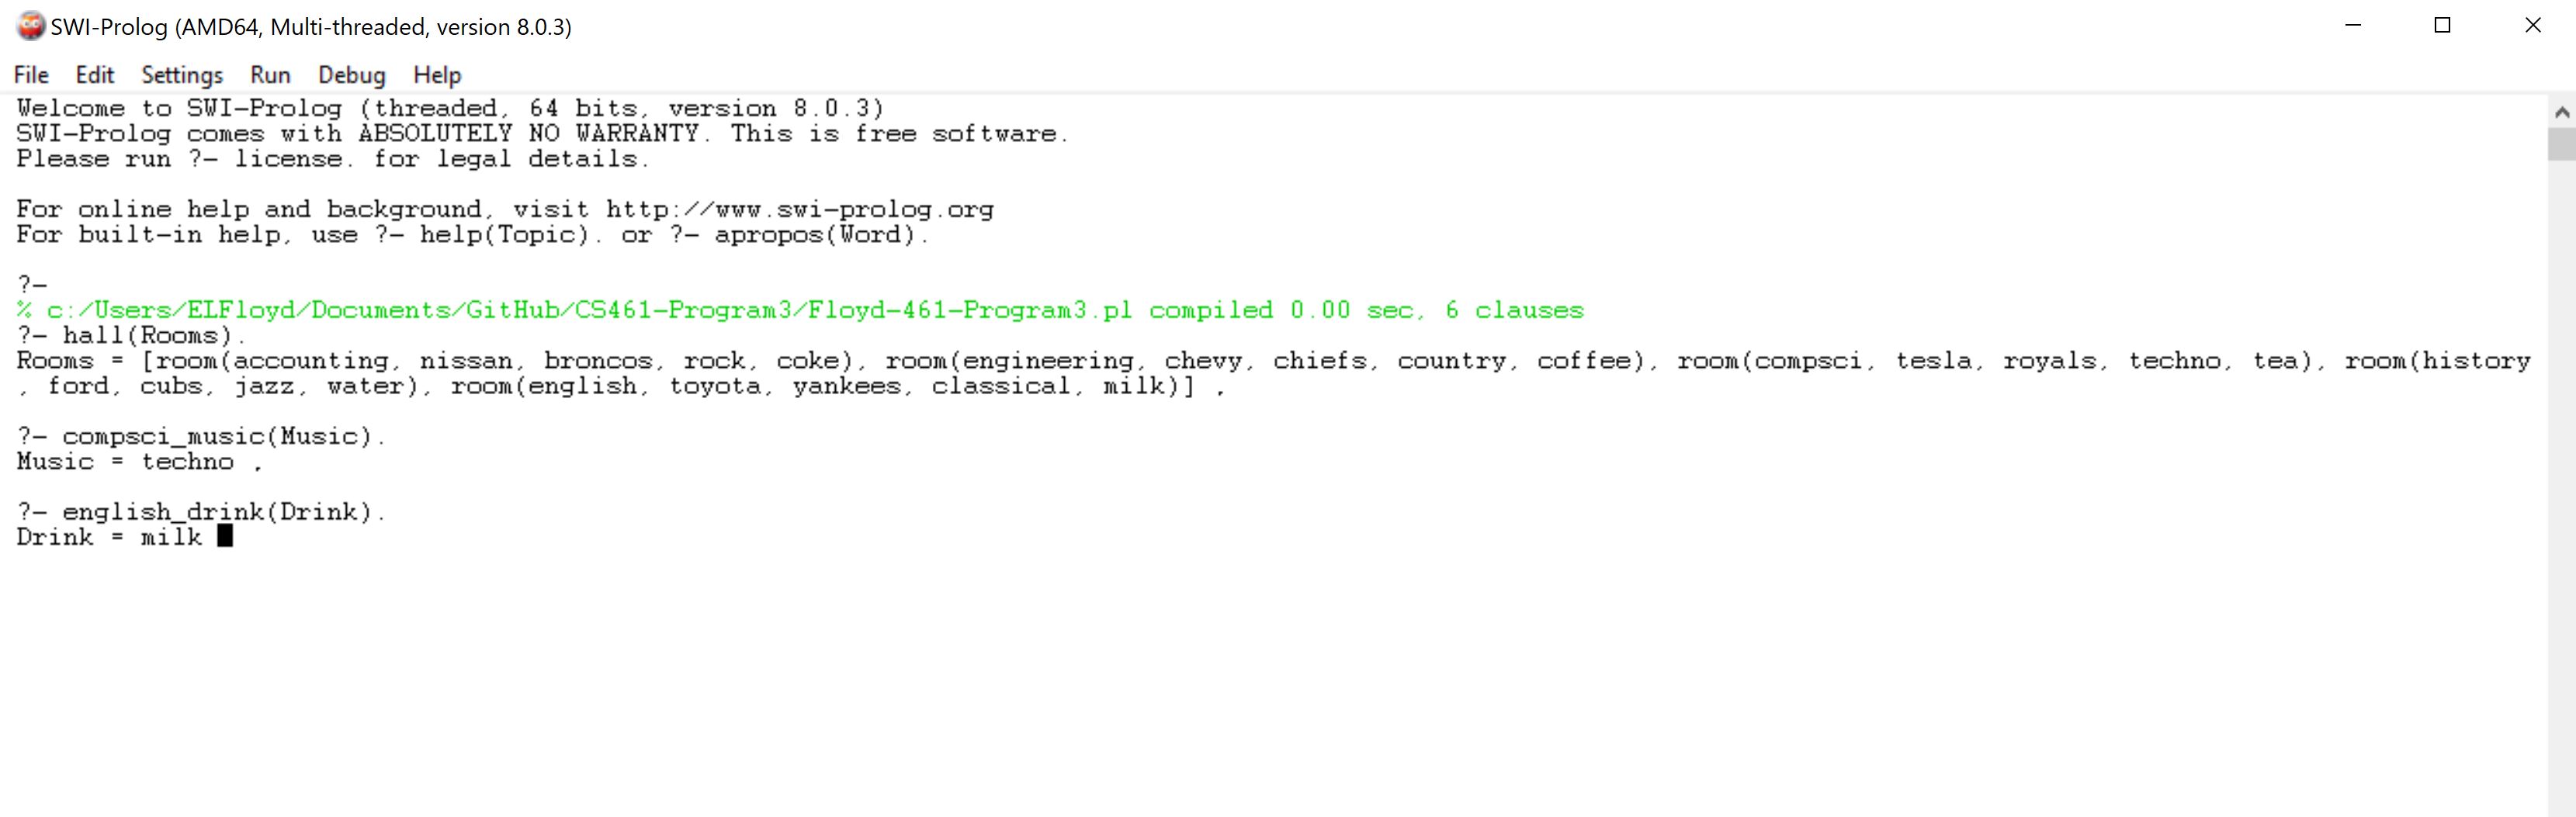 SWI-Prolog (AMD64, Multi-threaded, version 8.0.3)
File Edit Settings Run Debug Help
Welcome to SWI-Prolog (threaded, 64 bits, version 8.0.3)
SWI-Prolog comes with ABSOLUTELY NO WARRANTY. This is free software.
Please run ?- license. for legal details.
For online help and background, visit http://www.swi-prolog.org
For built-in help, use ?- help(Topic). or ?- apropos(Word).
?-
% c:/Users/ELFloyd/Documents/GitHub/CS461-Program3/Floyd-461-Program3.pl compiled 0.00 sec, 6 clauses
?- hall(Rooms).
Rooms = [room(accounting, nissan, broncos, rock, coke), room(engineering, chevy, chiefs, country, coffee), room(compsci, tesla, royals, techno, tea), room(history
, ford, cubs, jazz, water), room(english, toyota, yankees, classical, milk)] .
?- compsci_music(Music).
Music = techno .
?- english_drink(Drink).
Drink = milk